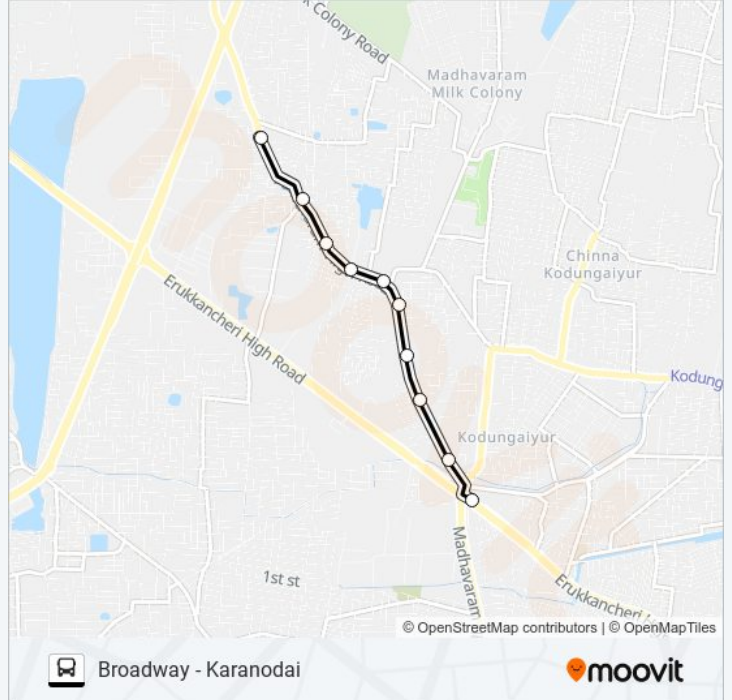 k Colony Road
Madhavaram
Milk Colony
Chinna
Kodungaiyur
Erukkancheri High Road
Kodung
Kodungaiyur
Madhavaram
1st st
Erukkancheri H
© OpenStreetMap contributors | © OpenMapTiles
Broadway - Karanodai
moovit